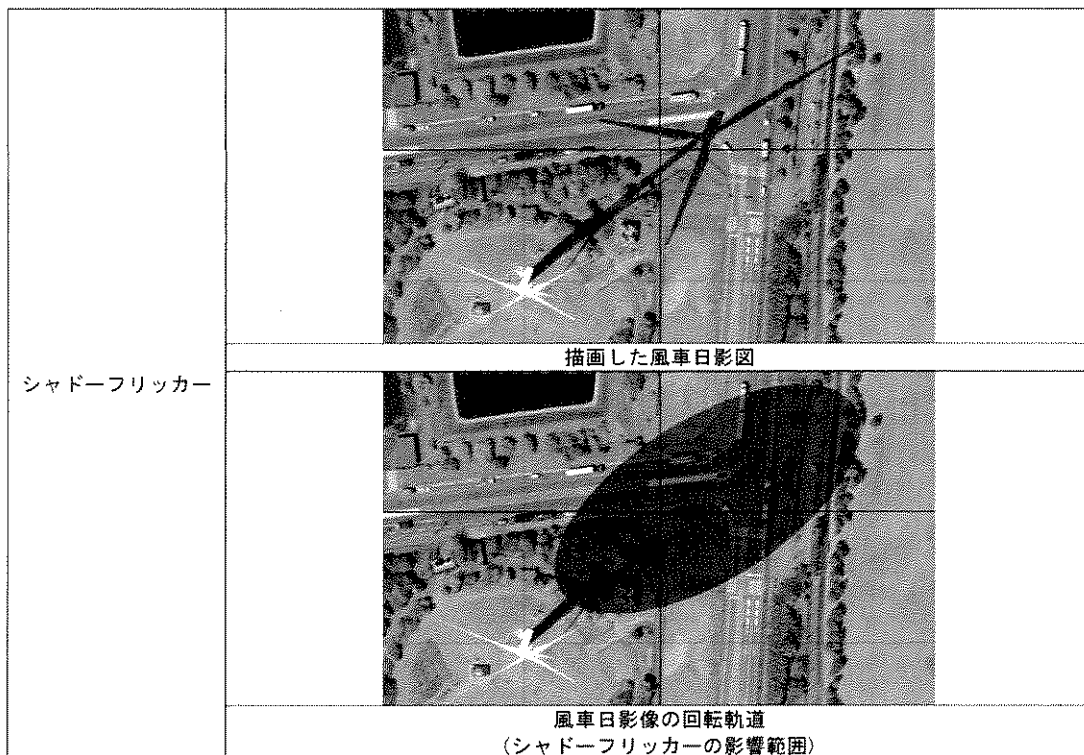 シャドーフリッカー
描画した風車日影図
風車日影像の回転軌道
(シャドーフリッカーの影響範囲)